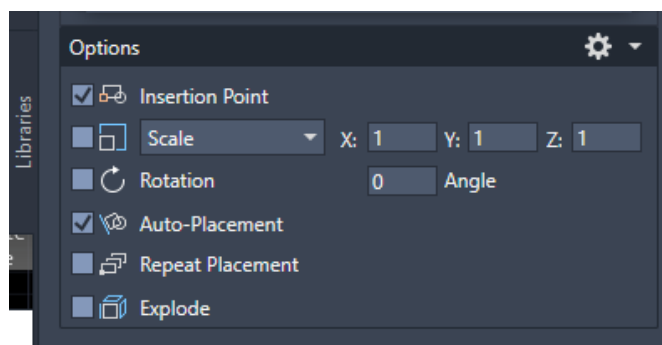 Options
Libraries
Insertion Point
Scale X: 1 Y: 1 Z: 1
Rotation 0 Angle
Auto-Placement
Repeat Placement
Explode